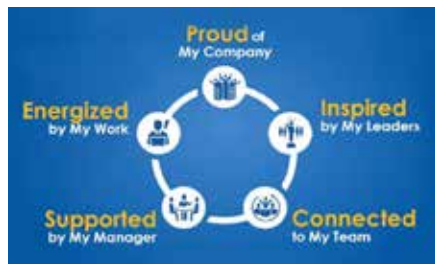 Proud of
My Company
Energized
by My Work
Inspired
by My Leaders
Supported
by My Manager
Connected
to My Team